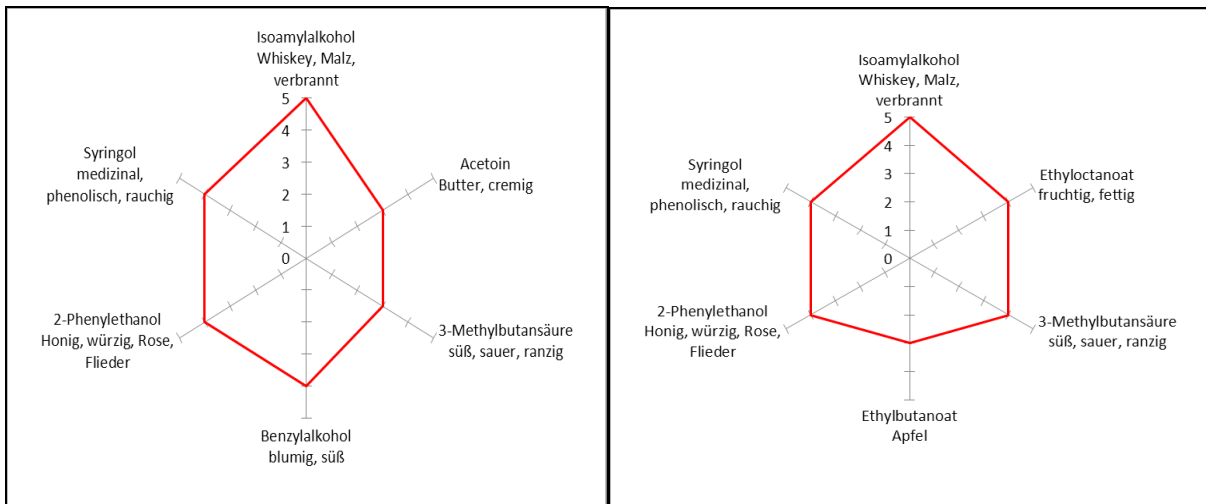 Isoamylalkohol
Whiskey, Malz,
verbrannt
5
4
3
2
1
0
Acetoin
Butter, cremig
3-Methylbutansäure
süß, sauer, ranzig
Benzylalkohol
blumig, süß
2-Phenylethanol
Honig, würzig, Rose,
Flieder
Syringol
medizinal,
phenolisch, rauchig
Isoamylalkohol
Whiskey, Malz,
verbrannt
5
4
3
2
1
0
Ethyloctanoat
fruchtig, fettig
3-Methylbutansäure
süß, sauer, ranzig
Ethylbutanoat
Apfel
2-Phenylethanol
Honig, würzig, Rose,
Flieder
Syringol
medizinal,
phenolisch, rauchig